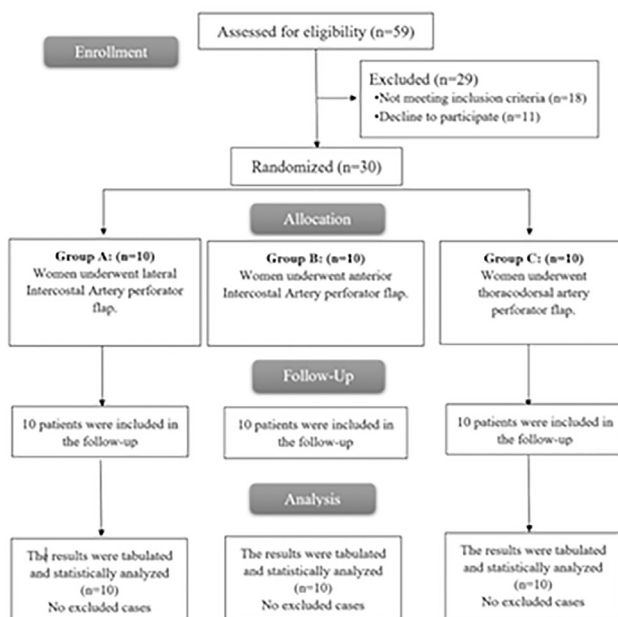 Assessed for eligibility (n=59)
Enrollment
Excluded (n=29)
•Not meeting inclusion criteria (n=18)
•Decline to participate (n=11)
Randomized (n=30)
Allocation
Group A: (n=10)
Women underwent lateral
Intercostal Artery perforator
flap.
Group B: (n=10)
Women underwent anterior
Intercostal Artery perforator flap.
Group C: (n=10)
Women underwent
thoracodorsal artery
perforator flap.
Follow-Up
10 patients were included in
the follow-up
10 patients were included in
the follow-up
10 patients were included in
the follow-up
Analysis
The results were tabulated
and statistically analyzed
(n=10)
No excluded cases
The results were tabulated
and statistically analyzed
(n=10)
No excluded cases
The results were tabulated
and statistically analyzed
(n=10)
No excluded cases